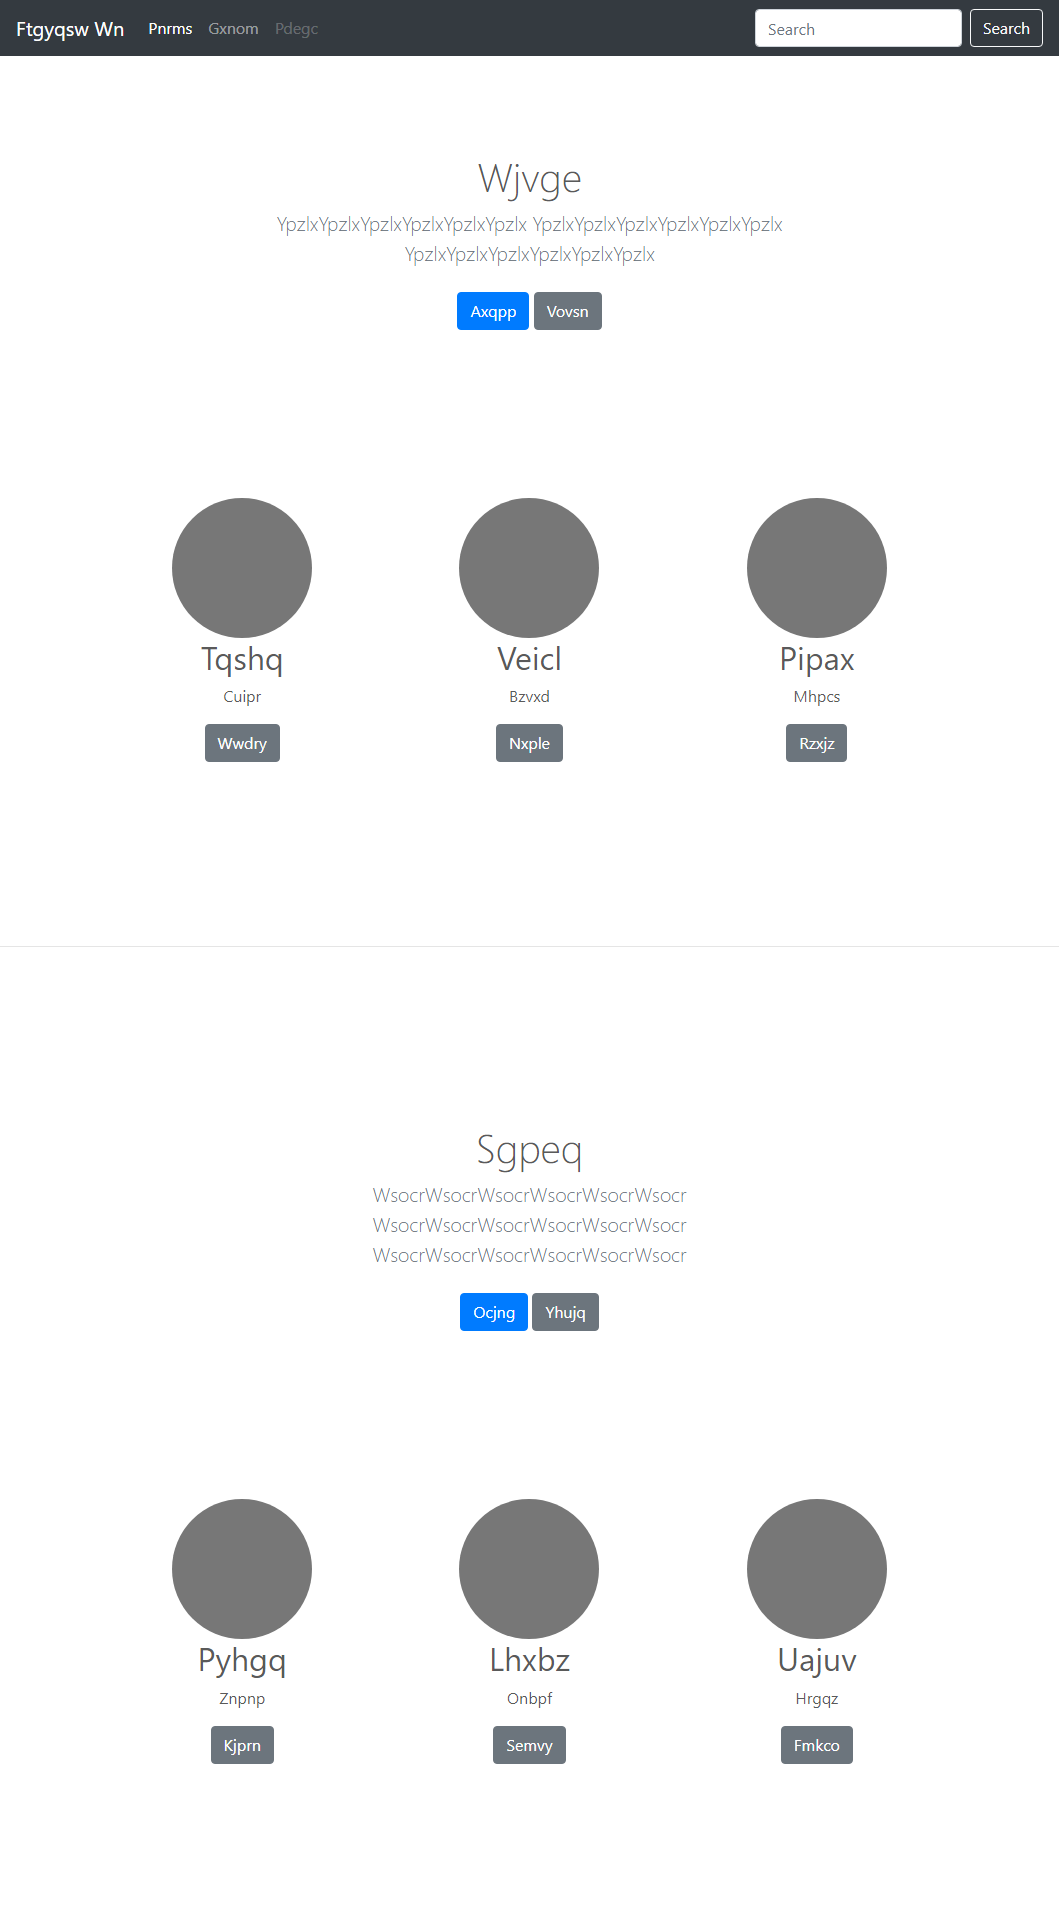 Ftgyqsw Wn Pnrms Gxnom Pdegc Search Search
Wjvge
YpzlxYpzlxYpzlxYpzlxYpzlxYpzlx YpzlxYpzlxYpzlxYpzlxYpzlxYpzlx
YpzlxYpzlxYpzlxYpzlxYpzlxYpzlx
Axqpp Vovsn
Tqshq Veicl Pipax
Cuipr Bzvxd Mhpcs
Wwdry Nxple Rzxjz
Sgpeq
WsocrWsocrWsocrWsocrWsocrWsocr
WsocrWsocrWsocrWsocrWsocrWsocr
WsocrWsocrWsocrWsocrWsocrWsocr
Ocjng Yhujq
Pyhgq Lhxbz Uajuv
Znpnp Onbpf Hrgqz
Kjprn Semvy Fmkco